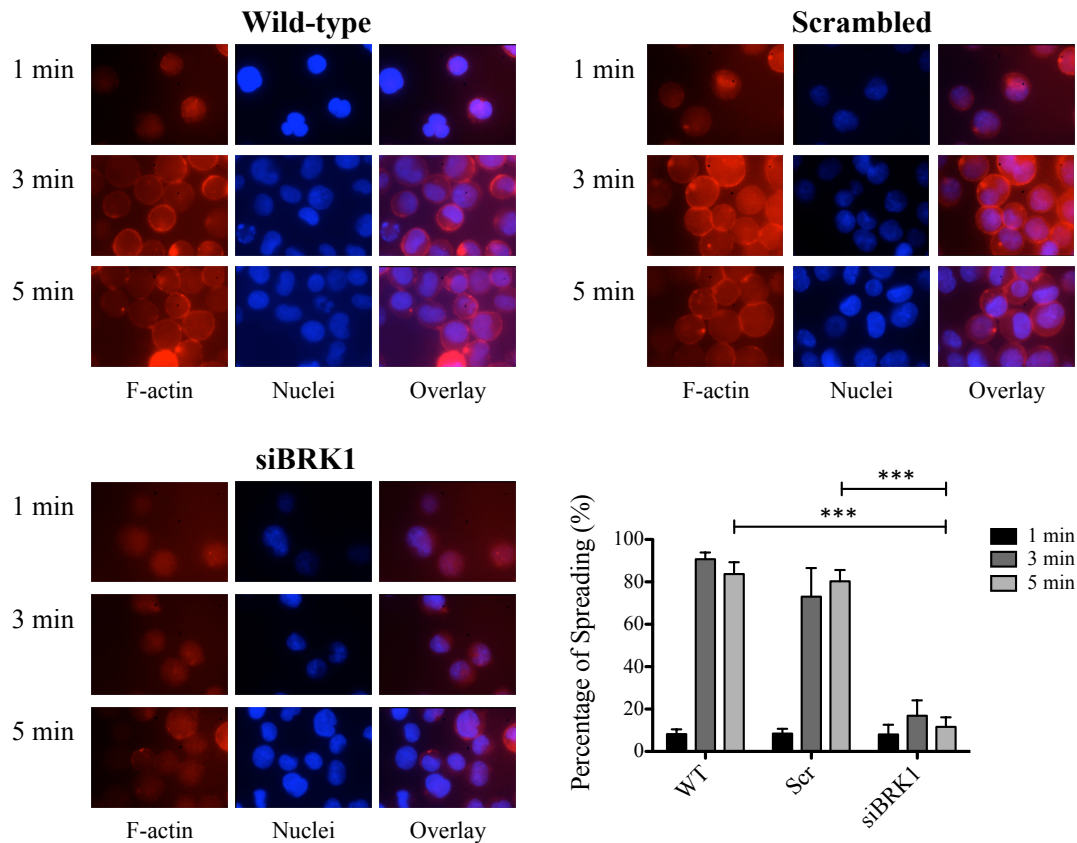 Wild-type
1 min
3 min
5 min
F-actin Nuclei Overlay
Scrambled
1 min
3 min
5 min
F-actin Nuclei Overlay
siBRK1
1 min
3 min
5 min
F-actin Nuclei Overlay
***
***
Percentage of Spreading (%)
100
80
60
40
20
0
WT Scr siBRK1
1 min
3 min
5 min